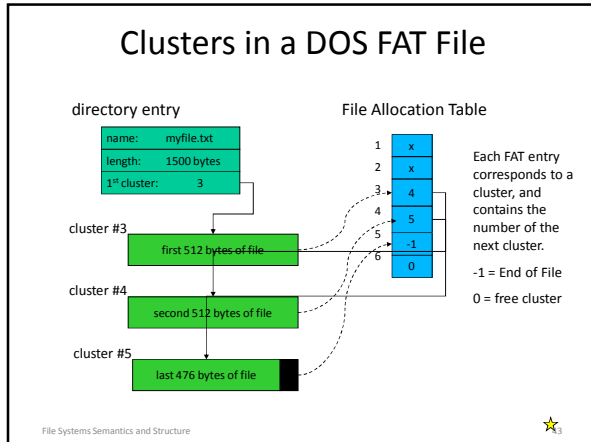 Clusters in a DOS FAT File
directory entry
name: myfile.txt
length: 1500 bytes
1st cluster: 3
cluster #3
first 512 bytes of file
cluster #4
second 512 bytes of file
cluster #5
last 476 bytes of file
File Allocation Table
1 x
2 x
3 4
4 5
5 -1
6 0
Each FAT entry
corresponds to a
cluster, and
contains the
number of the
next cluster.
-1 = End of File
0 = free cluster
File Systems Semantics and Structure
43